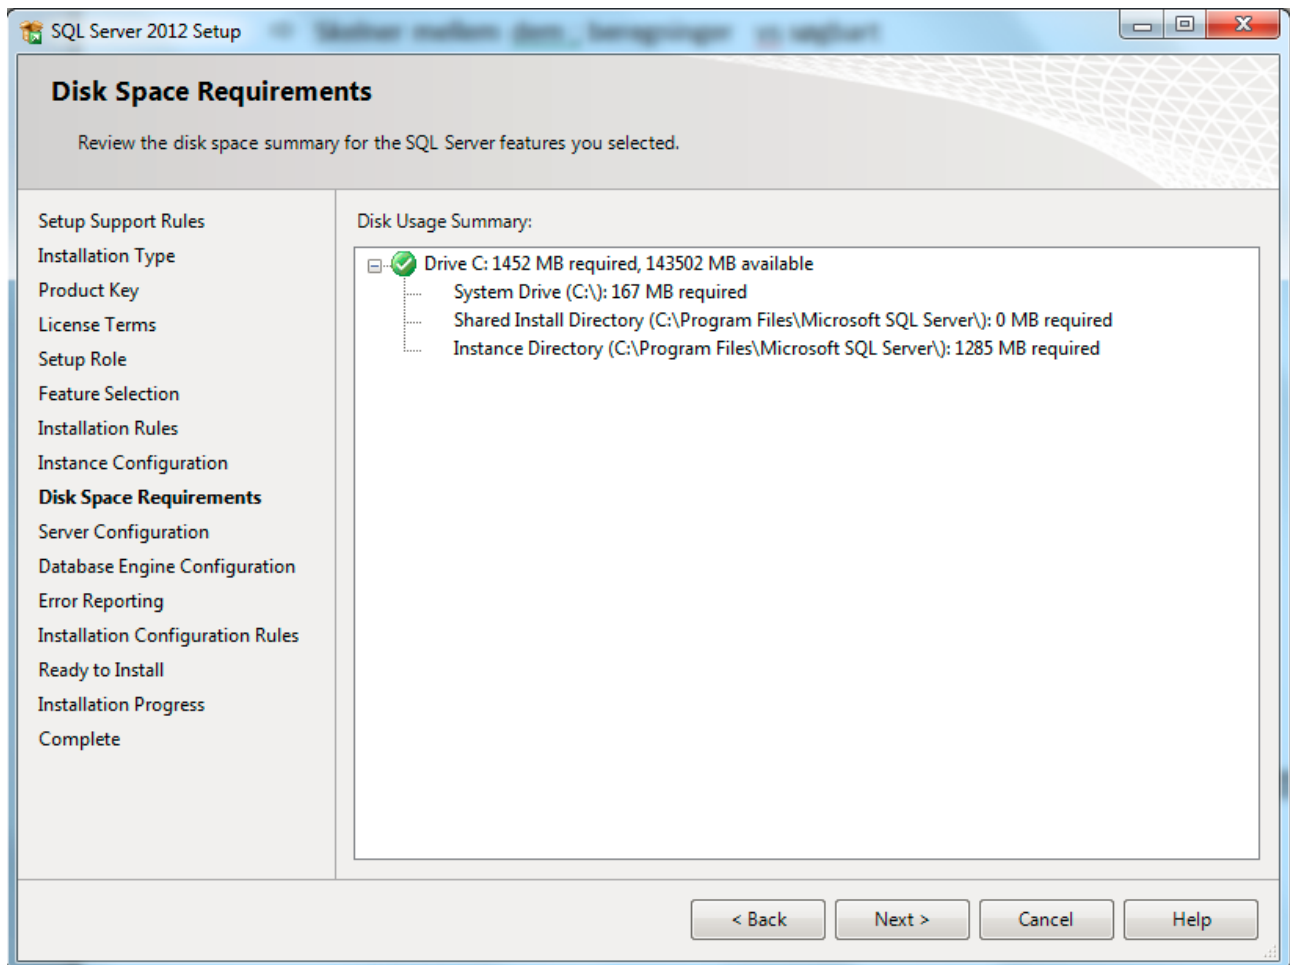 SQL Server 2012 Setup
Disk Space Requirements
Review the disk space summary for the SQL Server features you selected.
Setup Support Rules
Installation Type
Product Key
License Terms
Setup Role
Feature Selection
Installation Rules
Instance Configuration
Disk Space Requirements
Server Configuration
Database Engine Configuration
Error Reporting
Installation Configuration Rules
Ready to Install
Installation Progress
Complete
Disk Usage Summary:
Drive C: 1452 MB required, 143502 MB available
System Drive (C:\): 167 MB required
Shared Install Directory (C:\Program Files\Microsoft SQL Server\): 0 MB required
Instance Directory (C:\Program Files\Microsoft SQL Server\): 1285 MB required
< Back
Next >
Cancel
Help